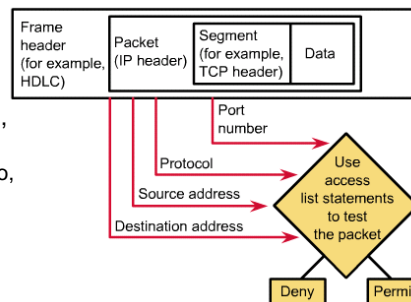 Frame
header
(for example,
HDLC)
Packet
(IP header)
Segment
(for example,
TCP header)
Data
,
o,
Port
number
Protocol
Source address
Destination address
Use
access
list statements
to test
the packet
Deny
Permi